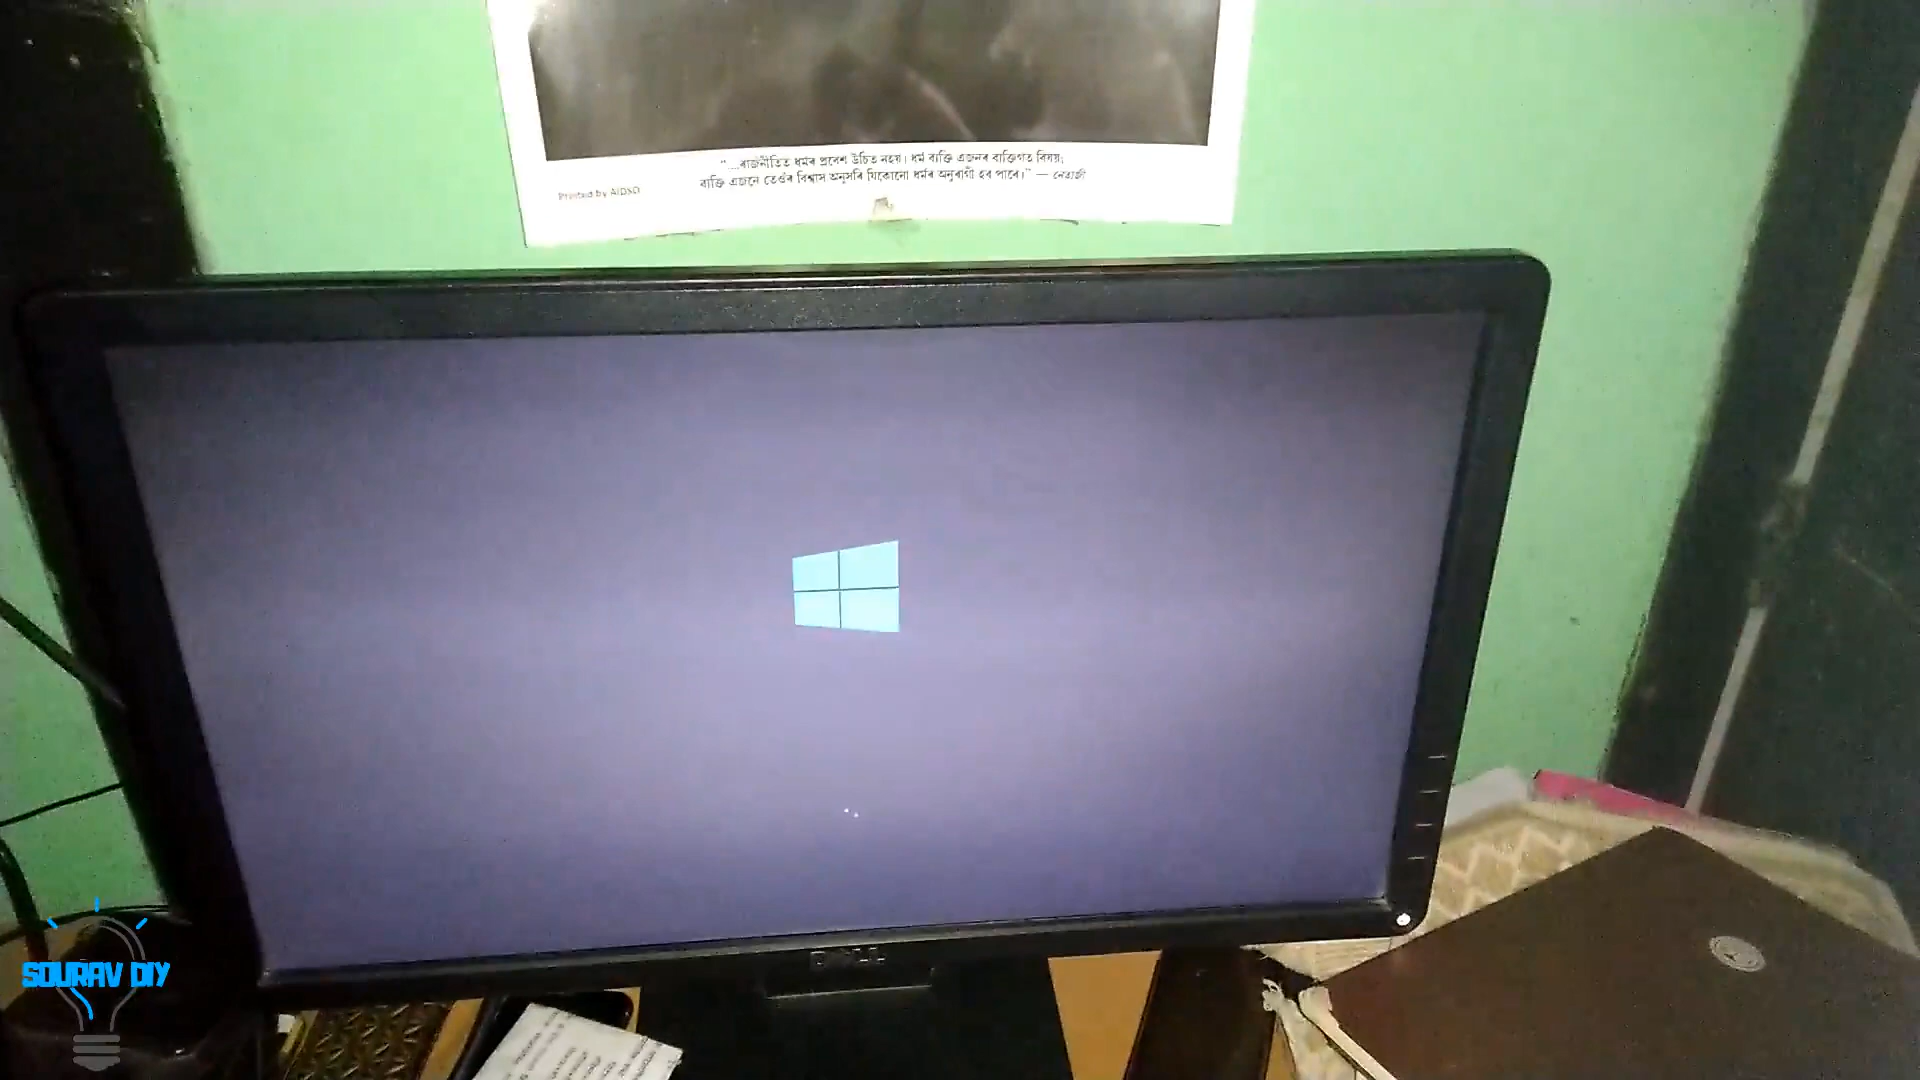 “...ৰাজনীতিত ধৰ্মৰ প্ৰবেশ উচিত নহয়। ধৰ্ম ব্যক্তি এজনৰ ব্যক্তিগত বিষয়;
ব্যক্তি এজনে তেওঁৰ বিশ্বাস অনুসৰি যিকোনো ধৰ্মৰ অনুৰাগী হব পাৰে।” — নেতাজী
Printed by AIDSO
DELL
SOURAV DIY